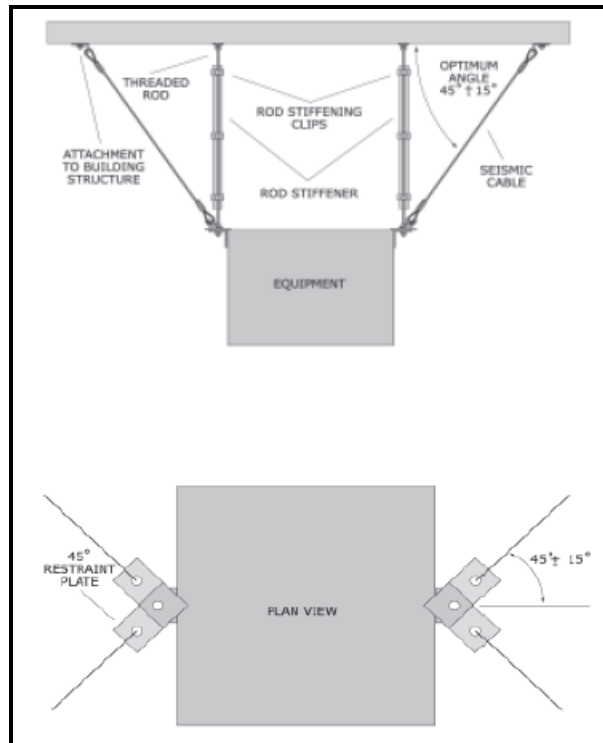 THREADED
ROD
ROD STIFFENING
CLIPS
OPTIMUM
ANGLE
45° ± 15°
ATTACHMENT
TO BUILDING
STRUCTURE
ROD STIFFENER
SEISMIC
CABLE
EQUIPMENT
45°
RESTRAINT
PLATE
PLAN VIEW
45° ± 15°